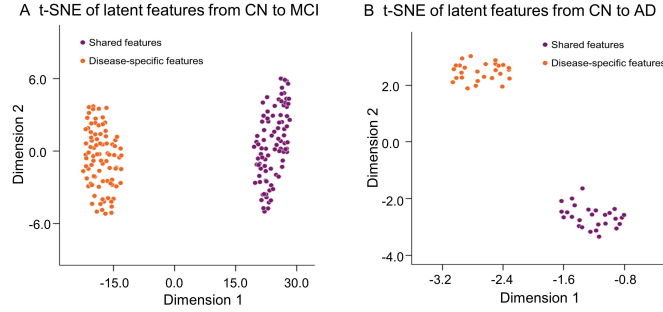 A t-SNE of latent features from CN to MCI
Shared features
Disease-specific features
6.0
0.0
-6.0
Dimension 2
-15.0 0.0 15.0 30.0
Dimension 1
B t-SNE of latent features from CN to AD
Shared features
Disease-specific features
2.0
0.0
-2.0
-4.0
Dimension 2
-3.2 -2.4 -1.6 -0.8
Dimension 1